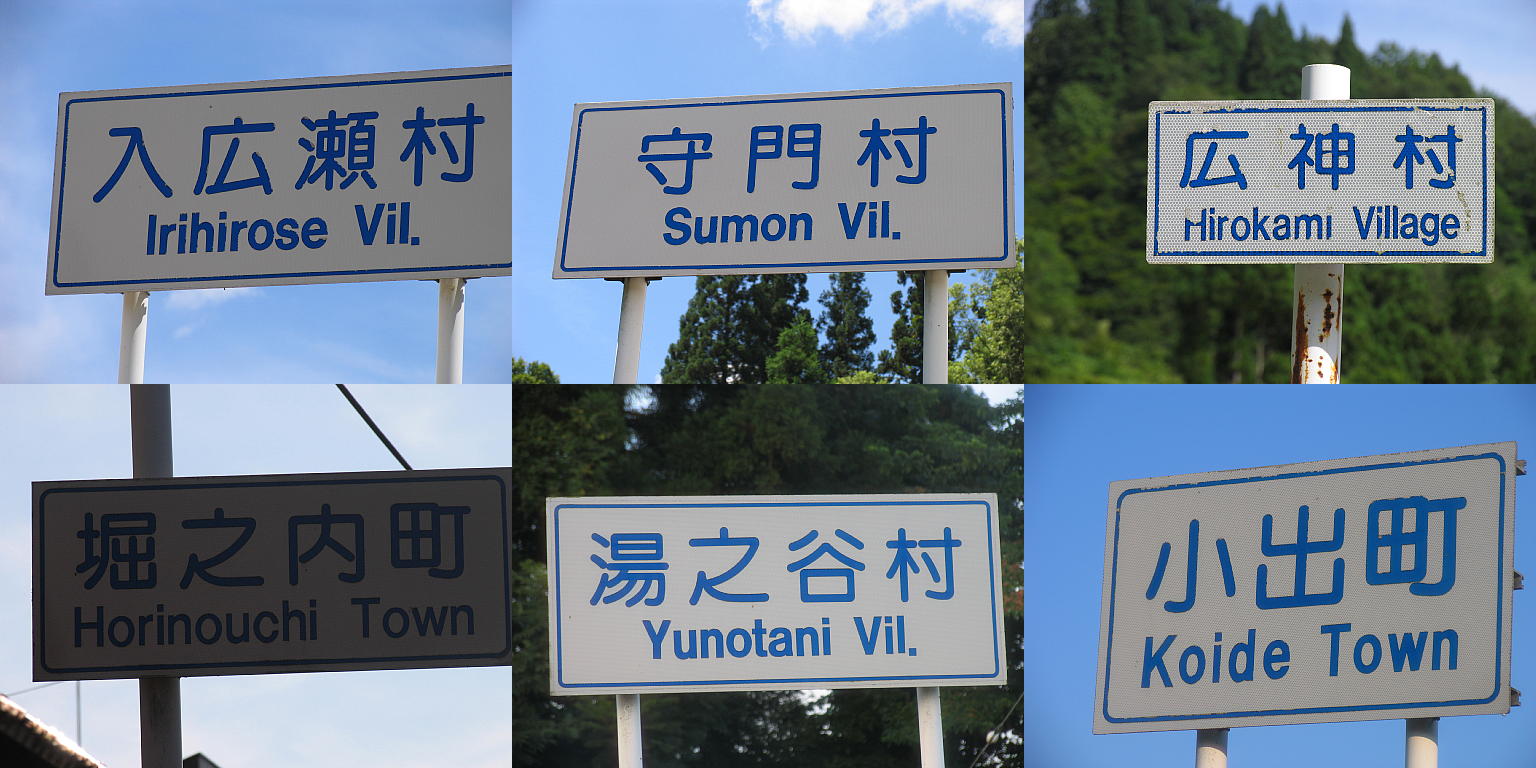 入広瀬村
Irihirose Vil.
守門村
Sumon Vil.
広神村
Hirokami Village
堀之内町
Horinouchi Town
湯之谷村
Yunotani Vil.
小出町
Koide Town